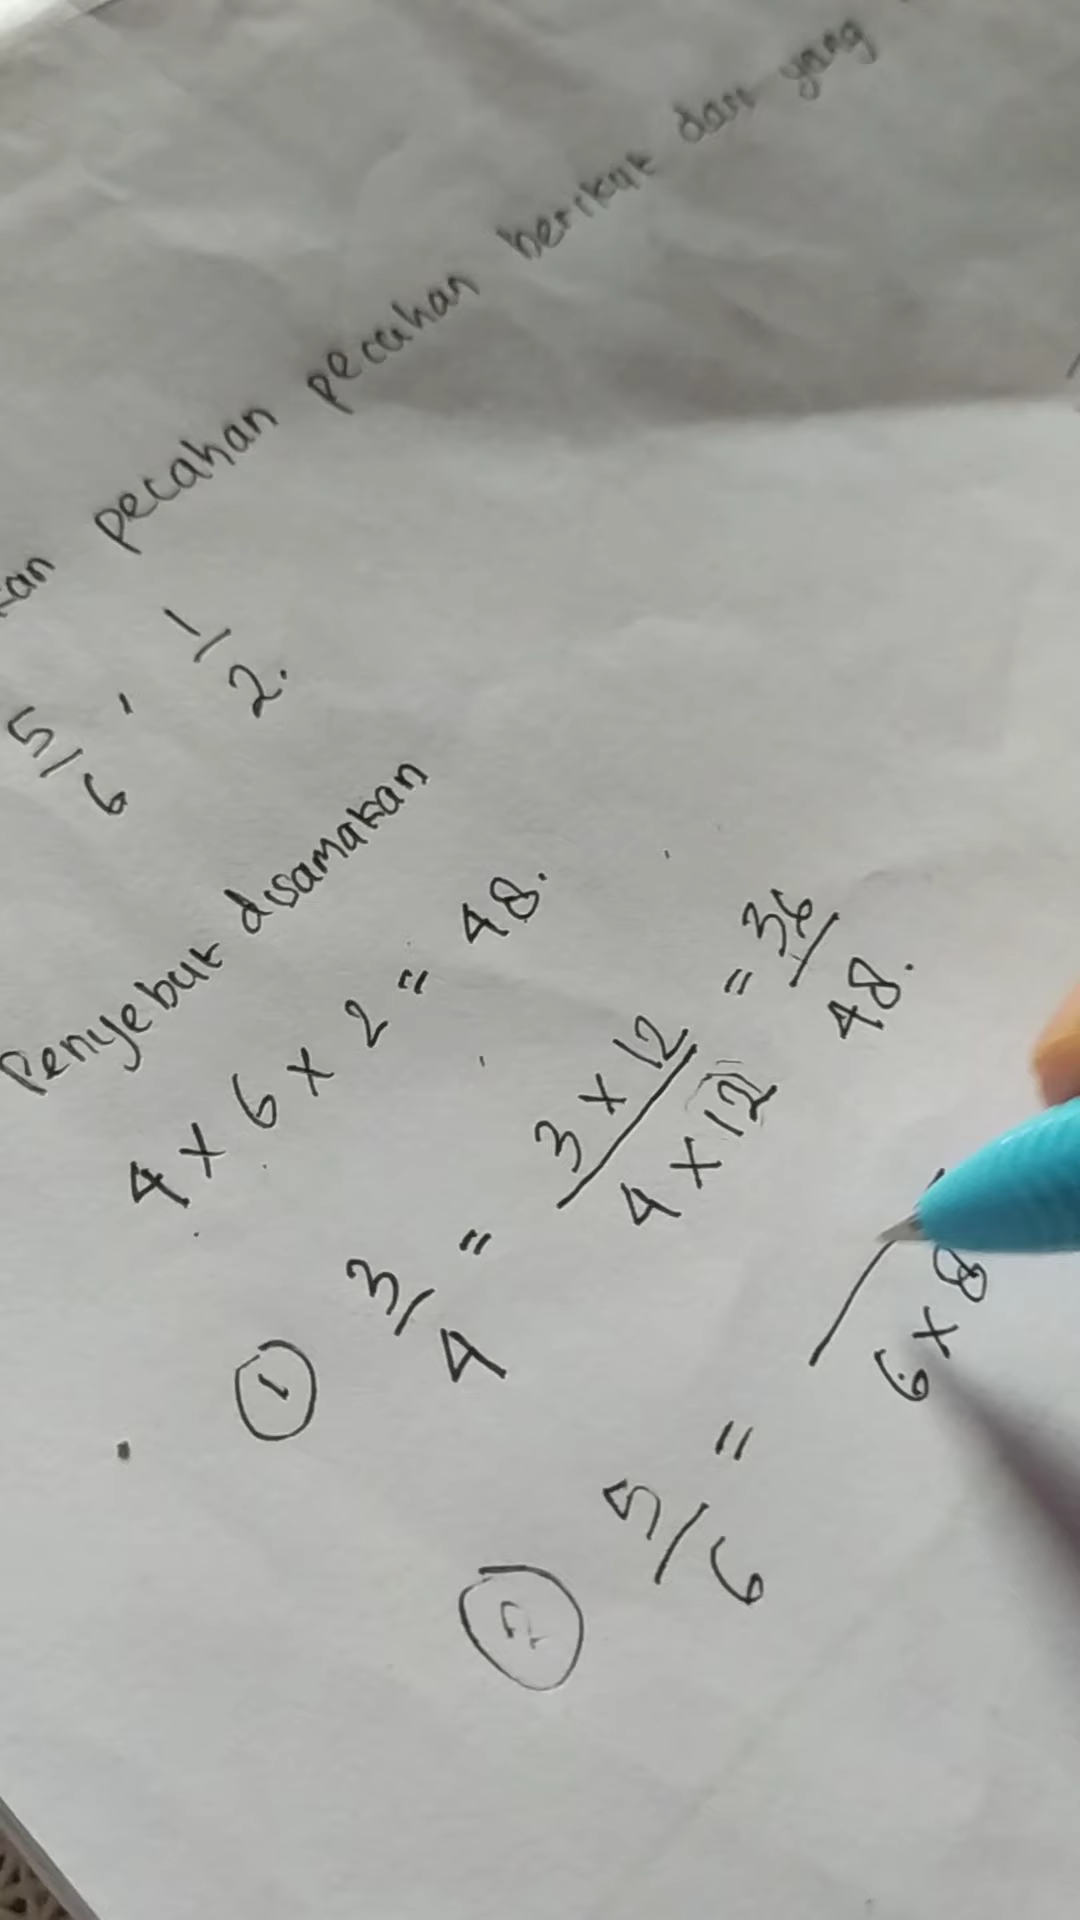 kan pecahan pecahan berikut dari yang
5/6 , 1/2.
Penyebut disamakan
4 x 6 x 2 = 48.
① 3/4 = 3 x 12 / 4 x 12 = 36/48.
② 5/6 = / 6 x 8